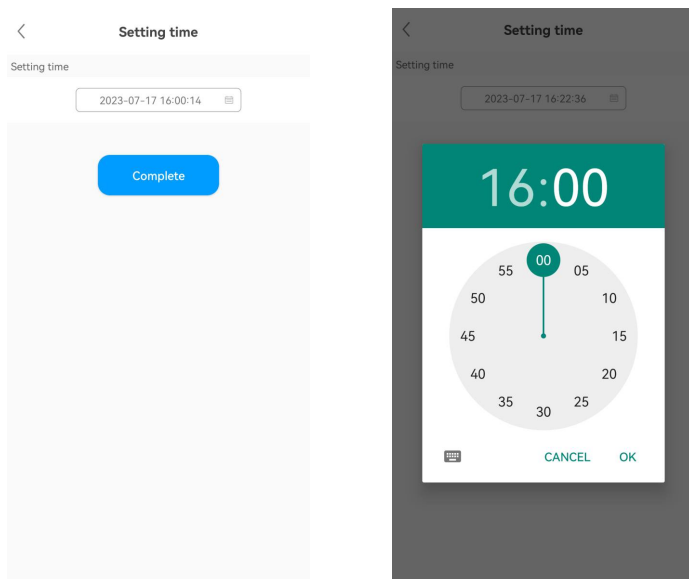 Setting time
Setting time
2023-07-17 16:00:14
Complete
Setting time
Setting time
2023-07-17 16:22:36
16:00
00
55 05
50 10
45 15
40 20
35 25
30
CANCEL OK